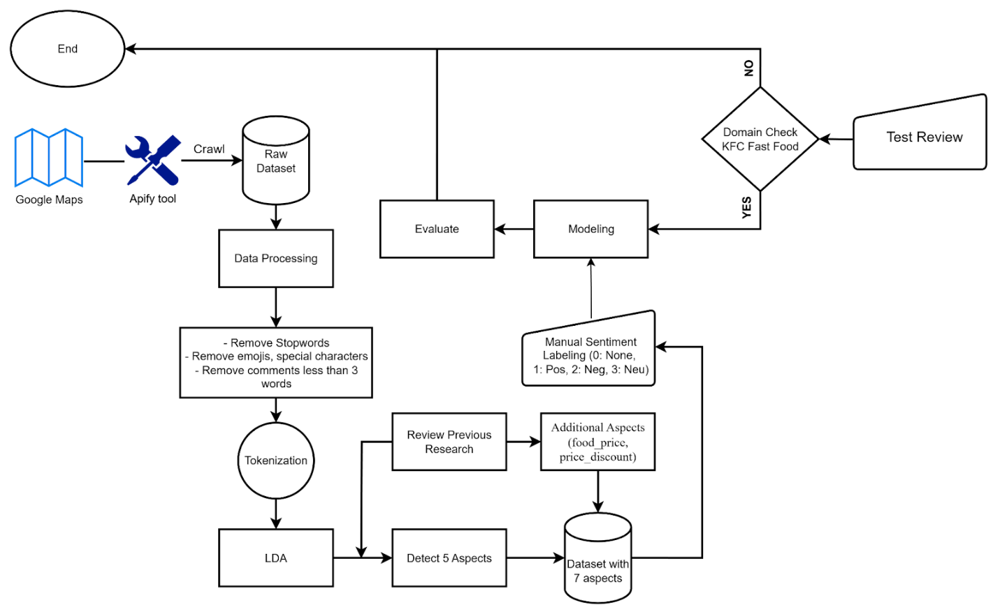 End
NO
Domain Check
KFC Fast Food
Test Review
YES
Google Maps
Apify tool
Crawl
Raw
Dataset
Evaluate
Modeling
Data Processing
- Remove Stopwords
- Remove emojis, special characters
- Remove comments less than 3
words
Manual Sentiment
Labeling (0: None,
1: Pos, 2: Neg, 3: Neu)
Tokenization
Review Previous
Research
Additional Aspects
(food_price,
price_discount)
LDA
Detect 5 Aspects
Dataset with
7 aspects